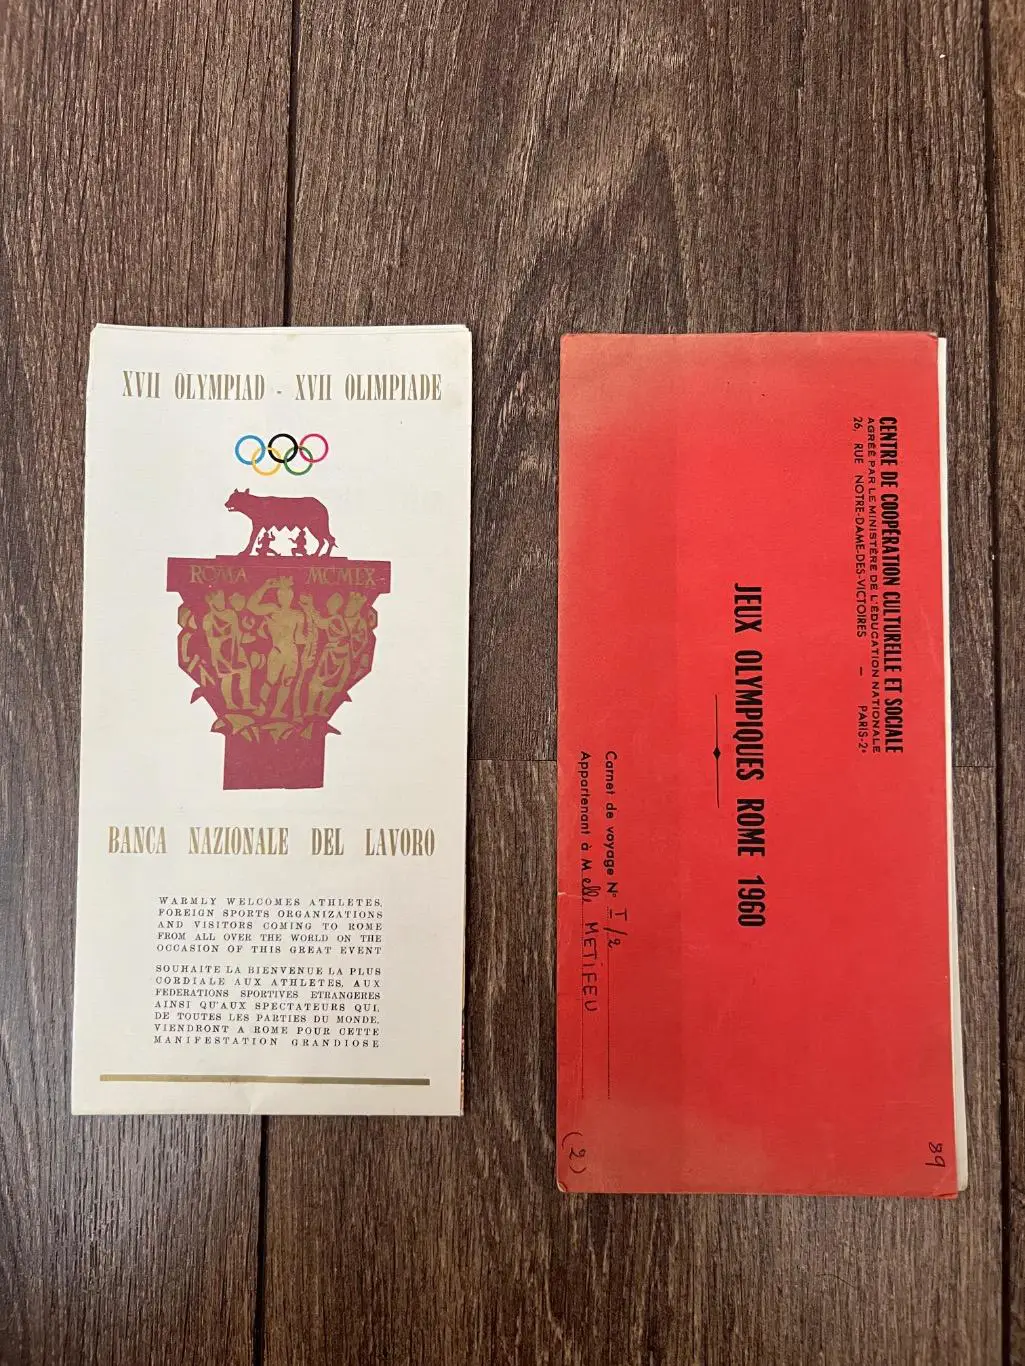 XVII OLYMPIAD - XVII OLIMPIADE
ROMA MCMLX
BANCA NAZIONALE DEL LAVORO
WARMLY WELCOMES ATHLETES,
FOREIGN SPORTS ORGANIZATIONS
AND VISITORS COMING TO ROME
FROM ALL OVER THE WORLD ON THE
OCCASION OF THIS GREAT EVENT
SOUHAITE LA BIENVENUE LA PLUS
CORDIALE AUX ATHLETES, AUX
FEDERATIONS SPORTIVES ETRANGERES
AINSI QU'AUX SPECTATEURS QUI,
DE TOUTES LES PARTIES DU MONDE,
VIENDRONT A ROME POUR CETTE
MANIFESTATION GRANDIOSE
CENTRE DE COOPÉRATION CULTURELLE ET SOCIALE
AGRÉÉ PAR LE MINISTÈRE DE L'ÉDUCATION NATIONALE
26, RUE NOTRE-DAME-DES-VICTOIRES - PARIS-2e
JEUX OLYMPIQUES ROME 1960
Carnet de voyage N° T/2
Appartenant à Melle METIFEU
(2)
89